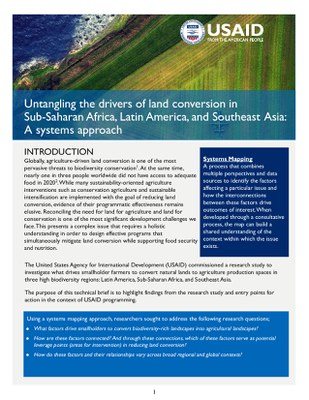 USAID
FROM THE AMERICAN PEOPLE
Untangling the drivers of land conversion in
Sub-Saharan Africa, Latin America, and Southeast Asia:
A systems approach
INTRODUCTION
Globally, agriculture-driven land conversion is one of the most
pervasive threats to biodiversity conservation¹. At the same time,
nearly one in three people worldwide did not have access to adequate
food in 2020². While many sustainability-oriented agriculture
interventions such as conservation agriculture and sustainable
intensification are implemented with the goal of reducing land
conversion, evidence of their programmatic effectiveness remains
elusive. Reconciling the need for land for agriculture and land for
conservation is one of the most significant development challenges we
face. This presents a complex issue that requires a holistic
understanding in order to design effective programs that
simultaneously mitigate land conversion while supporting food security
and nutrition.
Systems Mapping
A process that combines
multiple perspectives and data
sources to identify the factors
affecting a particular issue and
how the interconnections
between these factors drive
outcomes of interest. When
developed through a consultative
process, the map can build a
shared understanding of the
context within which the issue
exists.
The United States Agency for International Development (USAID) commissioned a research study to
investigate what drives smallholder farmers to convert natural lands to agriculture production spaces in
three high biodiversity regions: Latin America, Sub-Saharan Africa, and Southeast Asia.
The purpose of this technical brief is to highlight findings from the research study and entry points for
action in the context of USAID programming.
Using a systems mapping approach, researchers sought to address the following research questions;
What factors drive smallholders to convert biodiversity-rich landscapes into agricultural landscapes?
How are these factors connected? And through these connections, which of these factors serve as potential
leverage points (areas for intervention) in reducing land conversion?
How do these factors and their relationships vary across broad regional and global contexts?
1